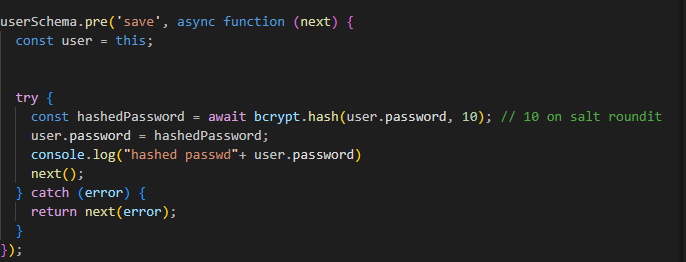 userSchema.pre('save', async function (next) {
const user = this;
try {
const hashedPassword = await bcrypt.hash(user.password, 10); // 10 on salt roundit
user.password = hashedPassword;
console.log("hashed passwd"+ user.password)
next();
} catch (error) {
return next(error);
}
});